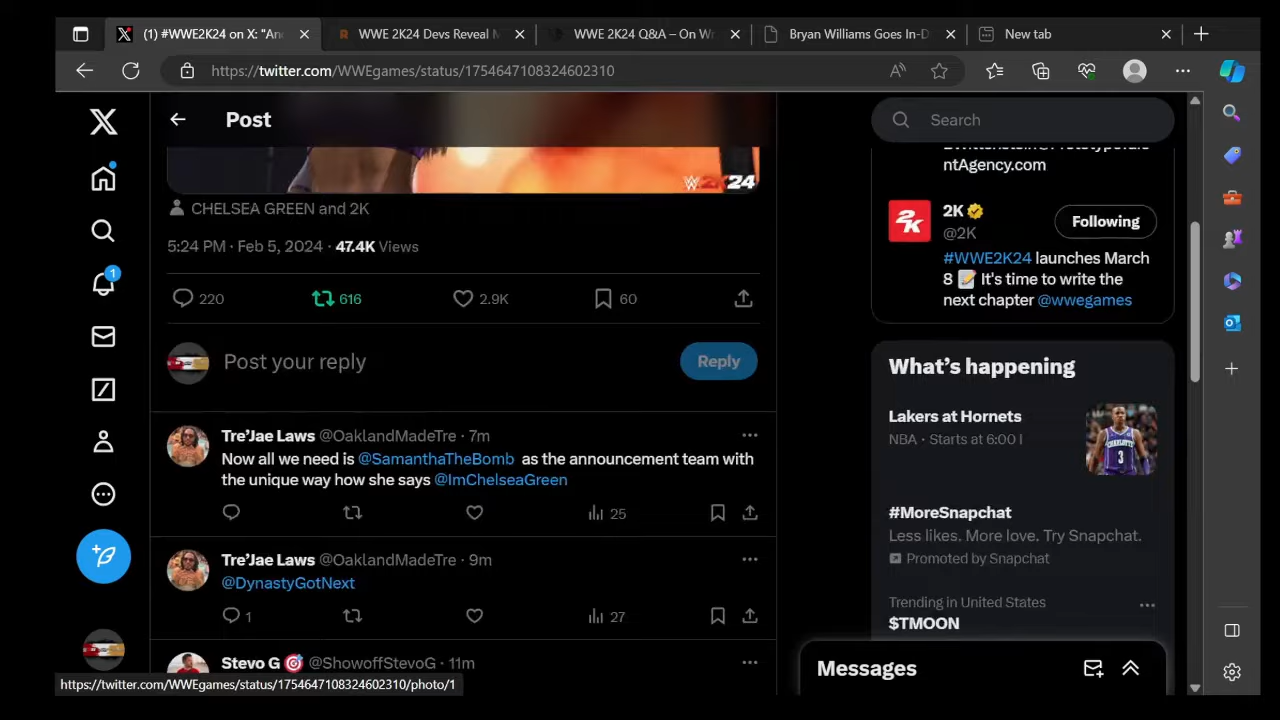 (1) #WWE2K24 on X: "An
WWE 2K24 Devs Reveal
WWE 2K24 Q&A – On W
Bryan Williams Goes In-D
New tab
https://twitter.com/WWEgames/status/1754647108324602310
Post
Search
ntAgency.com
W2K24
CHELSEA GREEN and 2K
2K
@2K
Following
5:24 PM · Feb 5, 2024 · 47.4K Views
#WWE2K24 launches March
8 📝 It's time to write the
next chapter @wwegames
220
616
2.9K
60
Post your reply
Reply
What's happening
Lakers at Hornets
NBA · Starts at 6:00 
Tre'Jae Laws @OaklandMadeTre · 7m
Now all we need is @SamanthaTheBomb as the announcement team with
the unique way how she says @ImChelseaGreen
25
#MoreSnapchat
Less likes. More love. Try Snapchat.
Promoted by Snapchat
Tre'Jae Laws @OaklandMadeTre · 9m
@DynastyGotNext
1
27
Trending in United States
$TMOON
Stevo G 🎯 @ShowoffStevoG · 11m
Messages
https://twitter.com/WWEgames/status/1754647108324602310/photo/1